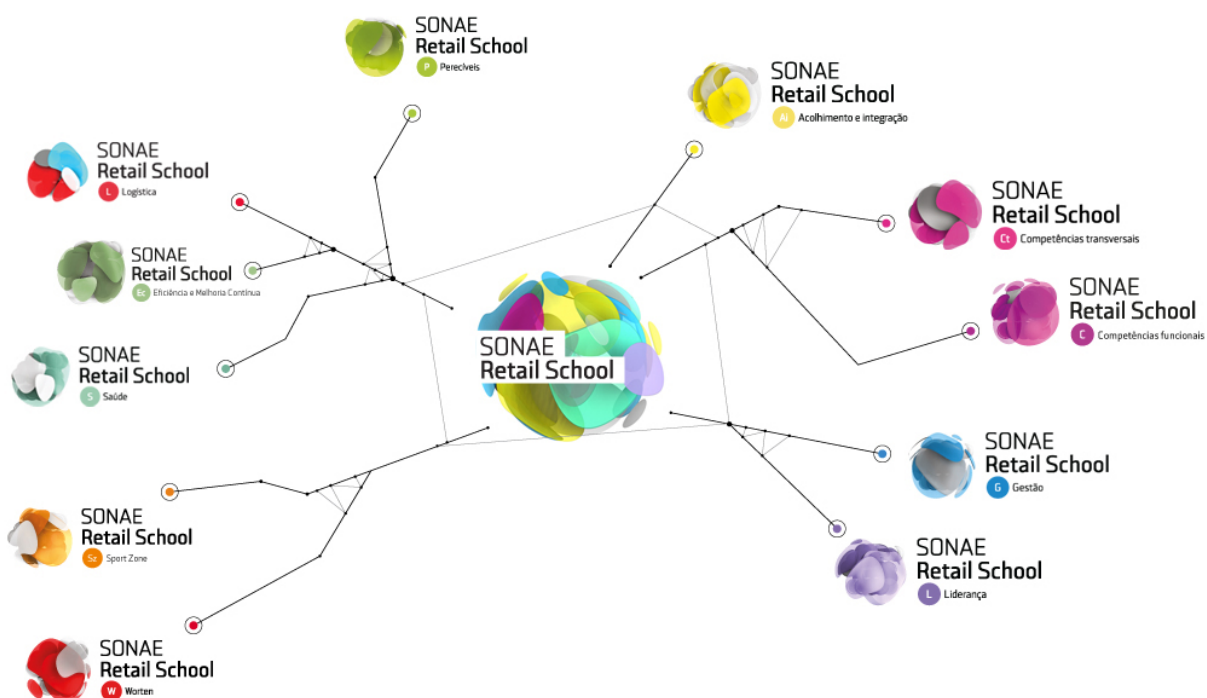 SONAE
Retail School
P Perecíveis
SONAE
Retail School
Ai Acolhimento e integração
SONAE
Retail School
L Logística
SONAE
Retail School
Ct Competências transversais
SONAE
Retail School
Ec Eficiência e Melhoria Contínua
SONAE
Retail School
C Competências funcionais
SONAE
Retail School
SONAE
Retail School
S Saúde
SONAE
Retail School
G Gestão
SONAE
Retail School
Sz Sport Zone
SONAE
Retail School
L Liderança
SONAE
Retail School
W Worten